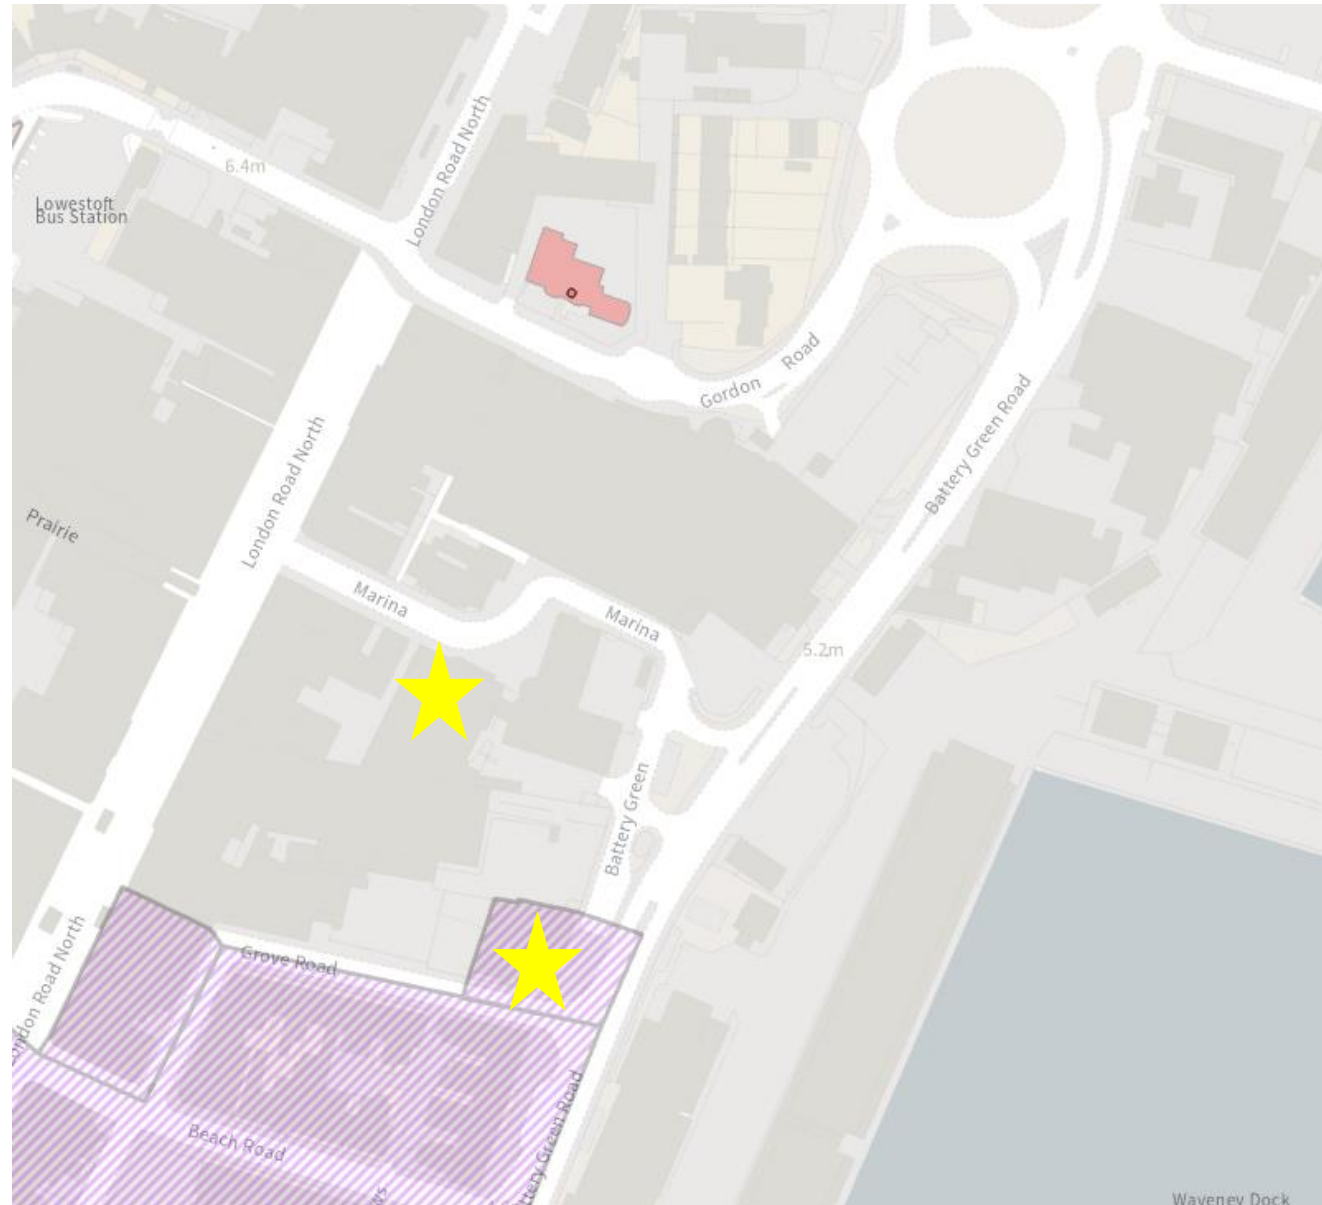 London Road North
6.4m
Lowestoft
Bus Station
Gordon Road
Battery Green Road
London Road North
Prairie
Marina
Marina
5.2m
Battery Green
London Road North
Grove Road
Battery Green Road
Beach Road
Waveney Dock